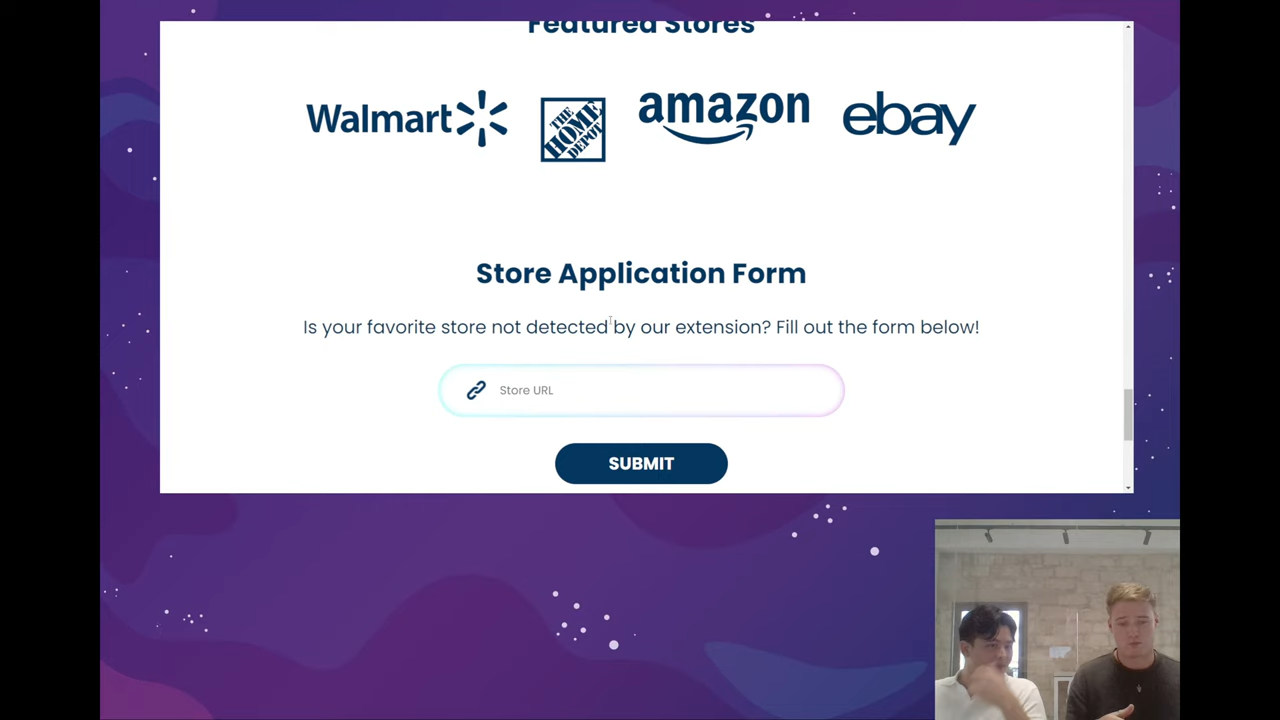 Featured Stores
Walmart
THE HOME DEPOT
amazon
ebay
Store Application Form
Is your favorite store not detected by our extension? Fill out the form below!
Store URL
SUBMIT